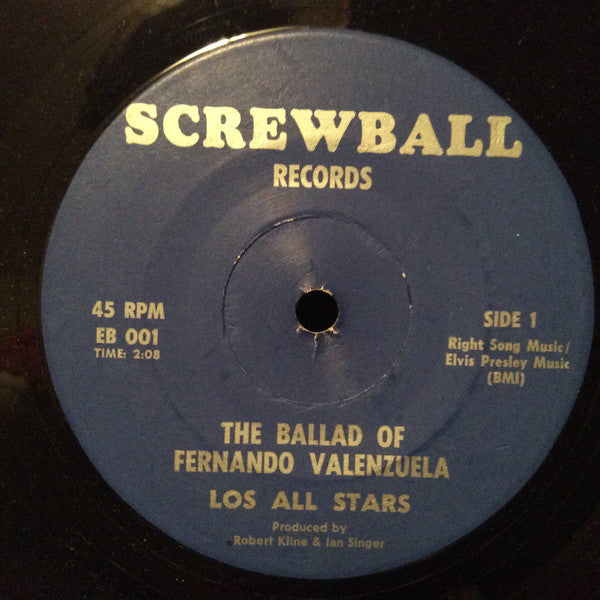 SCREWBALL
RECORDS
45 RPM
EB 001
TIME: 2:08
SIDE 1
Right Song Music/
Elvis Presley Music
(BMI)
THE BALLAD OF
FERNANDO VALENZUELA
LOS ALL STARS
Produced by
Robert Kline & Ian Singer